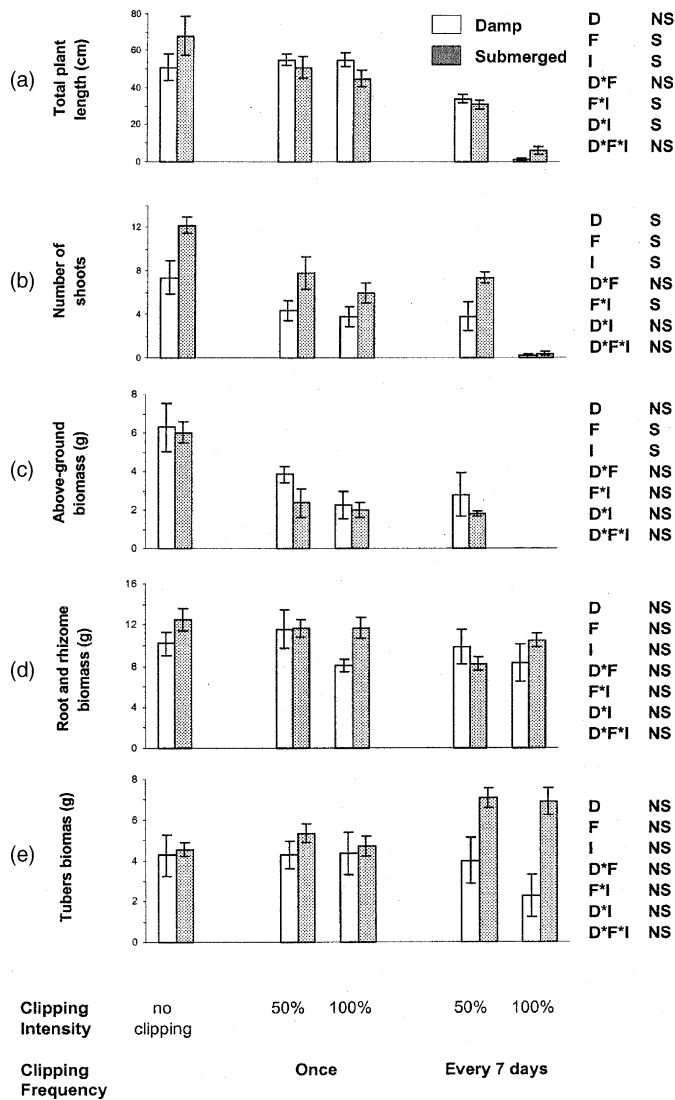 (a)
Total plant
length (cm)
80
60
40
20
0
Damp
Submerged
D NS
F S
I S
D*F NS
F*I S
D*I S
D*F*I NS
(b)
Number of
shoots
12
8
4
0
D S
F S
I S
D*F NS
F*I S
D*I NS
D*F*I NS
(c)
Above-ground
biomass (g)
8
6
4
2
0
D NS
F S
I S
D*F NS
F*I NS
D*I NS
D*F*I NS
(d)
Root and rhizome
biomass (g)
16
12
8
4
0
D NS
F NS
I NS
D*F NS
F*I NS
D*I NS
D*F*I NS
(e)
Tubers biomas (g)
8
6
4
2
0
D NS
F NS
I NS
D*F NS
F*I NS
D*I NS
D*F*I NS
Clipping
Intensity
no
clipping
50% 100% 50% 100%
Clipping
Frequency
Once Every 7 days